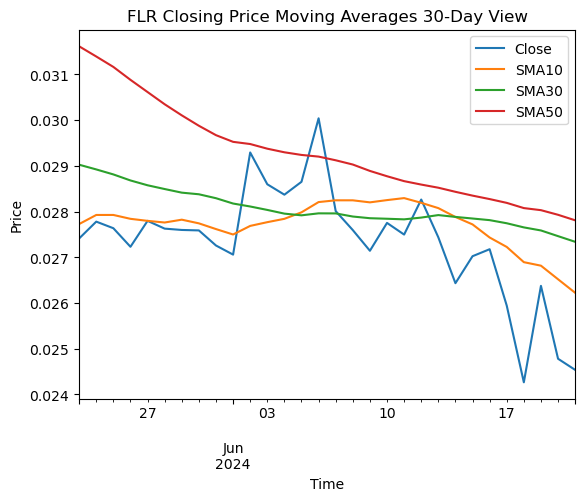 FLR Closing Price Moving Averages 30-Day View
Close
SMA10
SMA30
SMA50
Price
0.031
0.030
0.029
0.028
0.027
0.026
0.025
0.024
27 03 10 17
Jun
2024
Time